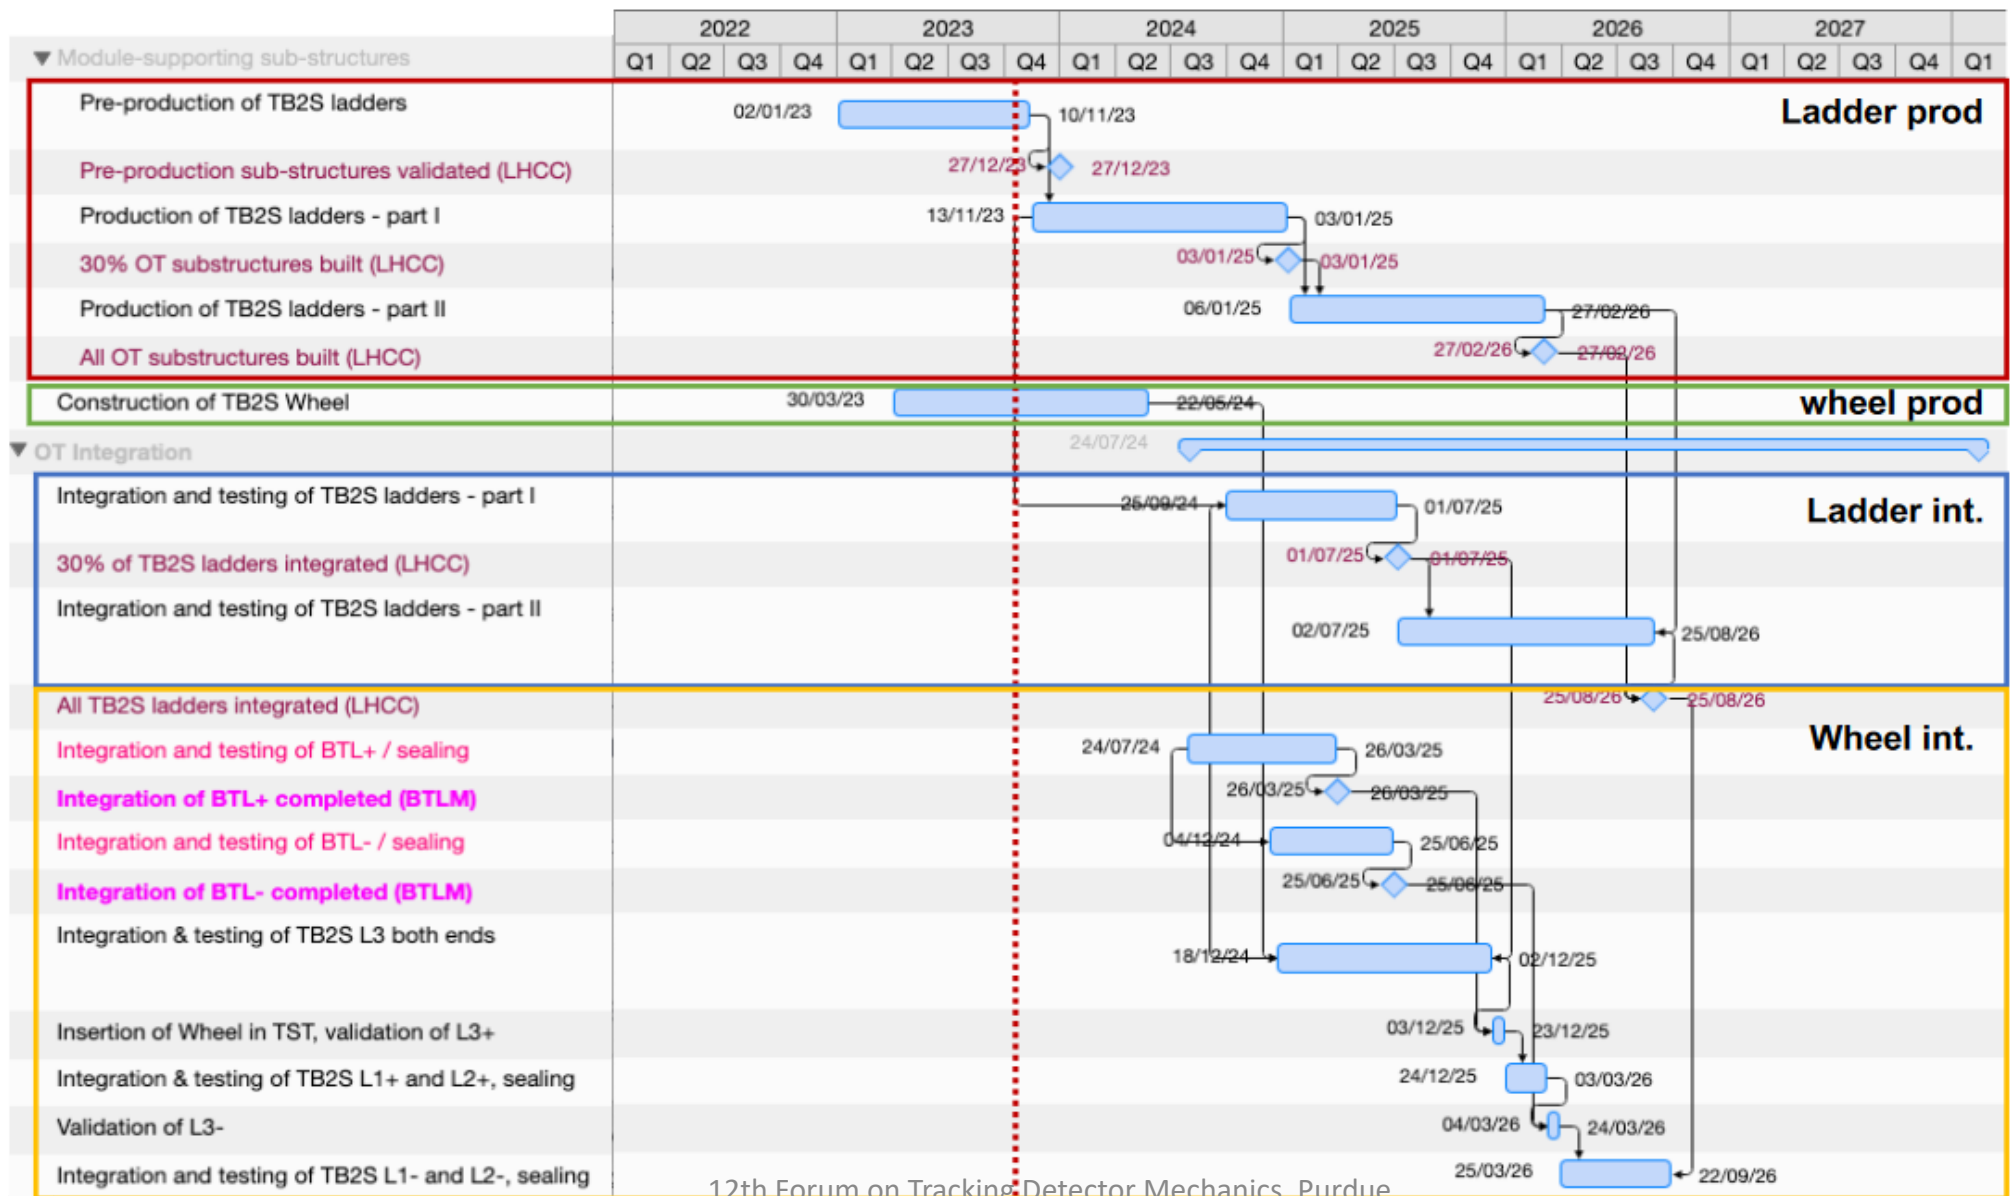 2022 2023 2024 2025 2026 2027
Module-supporting sub-structures Q1 Q2 Q3 Q4 Q1 Q2 Q3 Q4 Q1 Q2 Q3 Q4 Q1 Q2 Q3 Q4 Q1 Q2 Q3 Q4 Q1 Q2 Q3 Q4 Q1
Pre-production of TB2S ladders 02/01/23 10/11/23 Ladder prod
Pre-production sub-structures validated (LHCC) 27/12/23 27/12/23
Production of TB2S ladders - part I 13/11/23 03/01/25
30% OT substructures built (LHCC) 03/01/25 03/01/25
Production of TB2S ladders - part II 06/01/25 27/02/26
All OT substructures built (LHCC) 27/02/26 27/02/26
Construction of TB2S Wheel 30/03/23 22/05/24 wheel prod
OT Integration 24/07/24
Integration and testing of TB2S ladders - part I 25/09/24 01/07/25 Ladder int.
30% of TB2S ladders integrated (LHCC) 01/07/25 01/07/25
Integration and testing of TB2S ladders - part II 02/07/25 25/08/26
All TB2S ladders integrated (LHCC) 25/08/26 25/08/26
Wheel int.
Integration and testing of BTL+ / sealing 24/07/24 26/03/25
Integration of BTL+ completed (BTLM) 26/03/25 26/03/25
Integration and testing of BTL- / sealing 04/12/24 25/06/25
Integration of BTL- completed (BTLM) 25/06/25 25/06/25
Integration & testing of TB2S L3 both ends 18/12/24 02/12/25
Insertion of Wheel in TST, validation of L3+ 03/12/25 23/12/25
Integration & testing of TB2S L1+ and L2+, sealing 24/12/25 03/03/26
Validation of L3- 04/03/26 24/03/26
Integration and testing of TB2S L1- and L2-, sealing 25/03/26 22/09/26
12th Forum on Tracking Detector Mechanics, Purdue